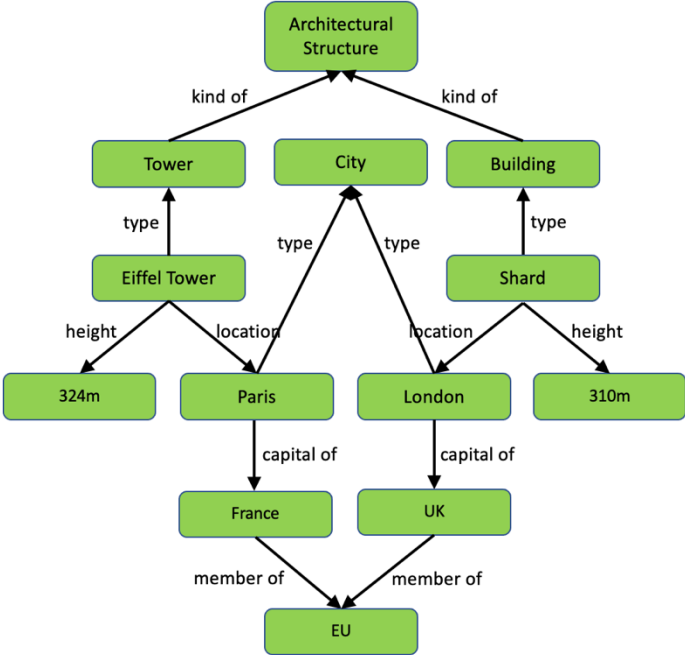 Architectural
Structure
kind of
kind of
Tower
City
Building
type
type
type
type
Eiffel Tower
Shard
height
location
location
height
324m
Paris
London
310m
capital of
capital of
France
UK
member of
member of
EU